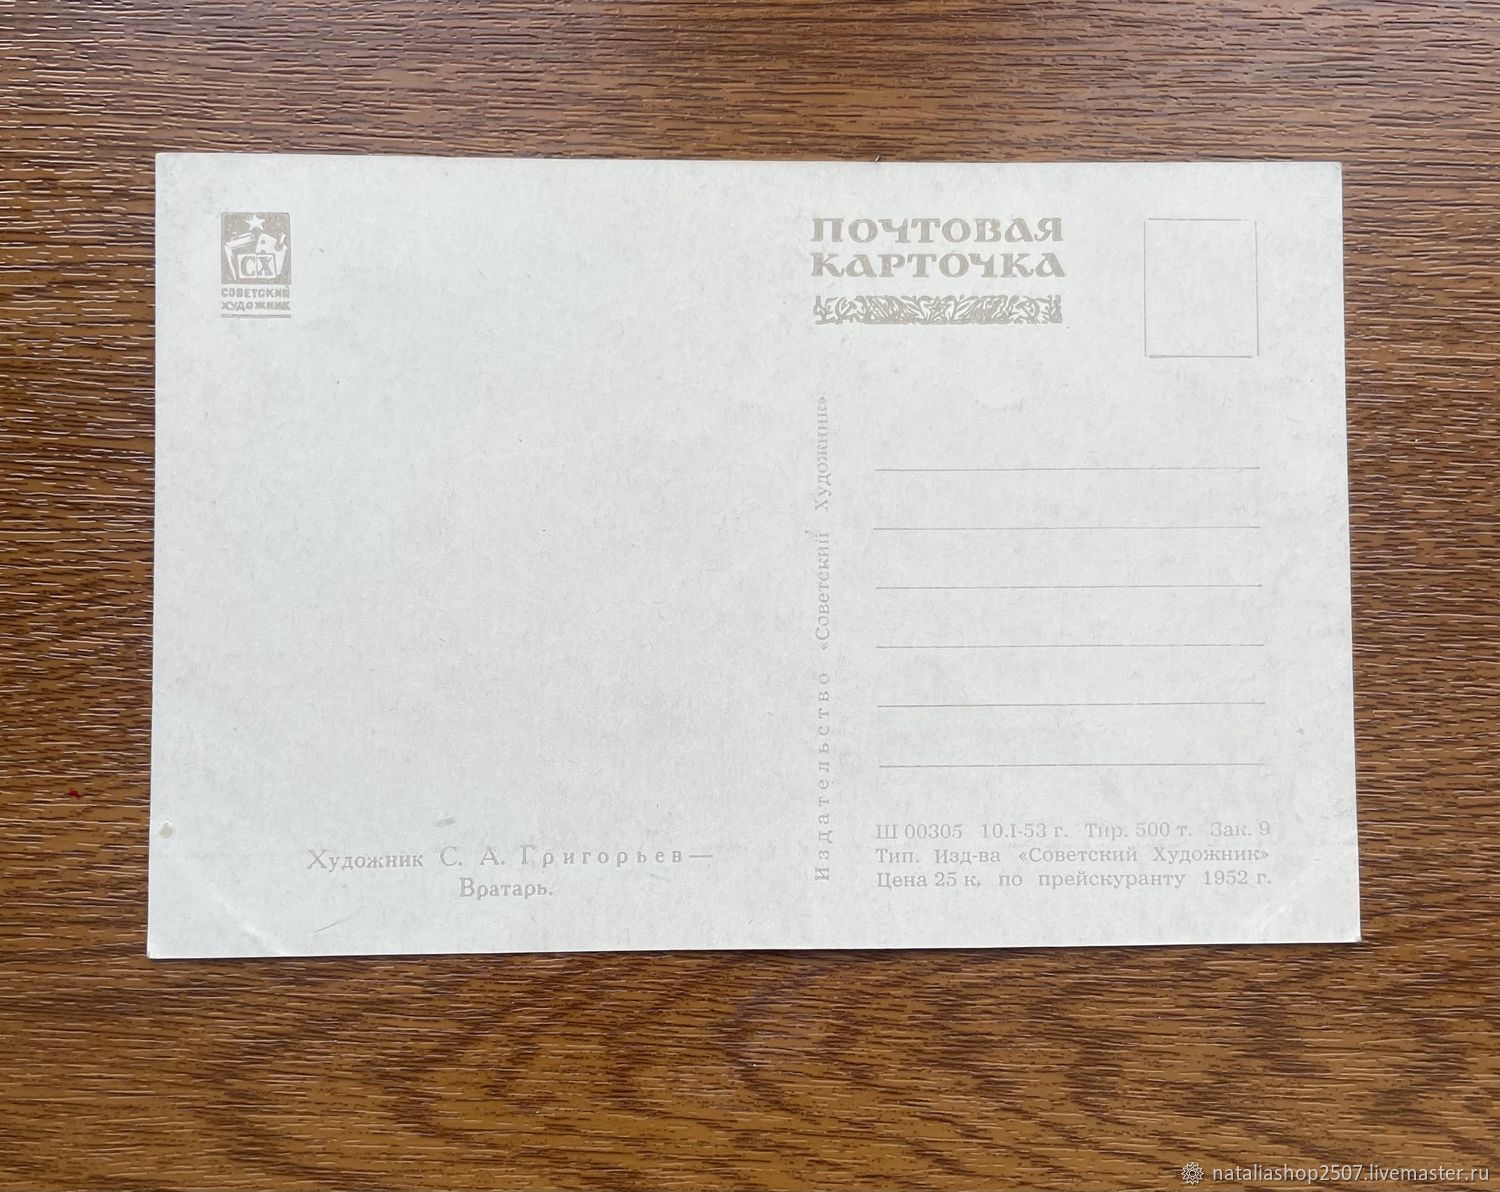 СХ
СОВЕТСКИЙ
ХУДОЖНИК
ПОЧТОВАЯ
КАРТОЧКА
Издательство «Советский Художник»
Художник С. А. Григорьев—
Вратарь.
Ш 00305 10.I-53 г. Тир. 500 т. Зак. 9
Тип. Изд-ва «Советский Художник»
Цена 25 к. по прейскуранту 1952 г.
nataliashop2507.livemaster.ru